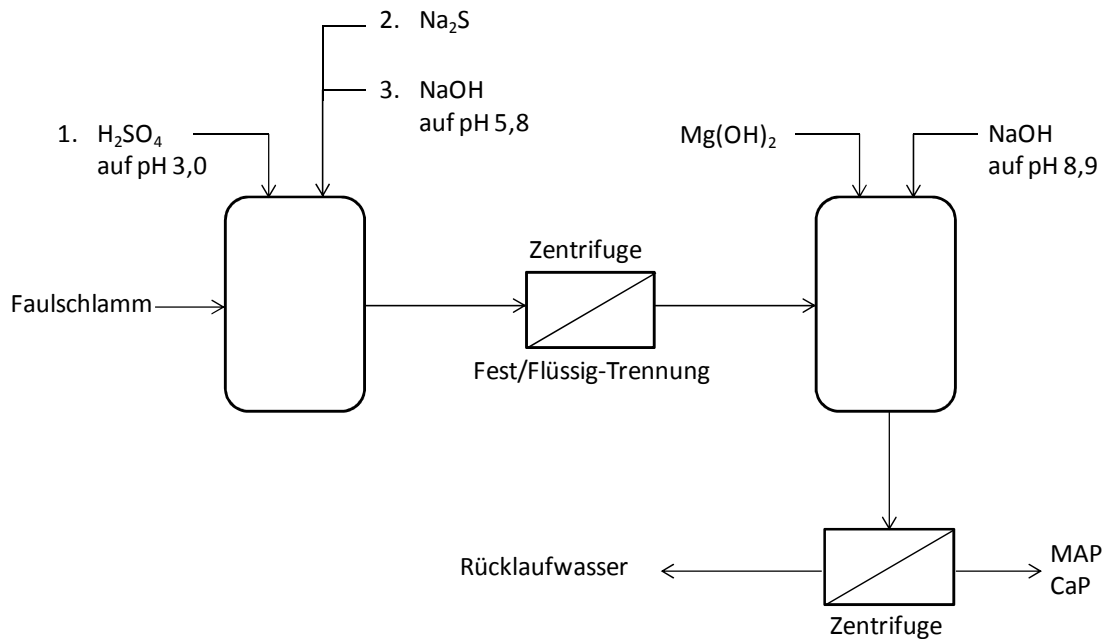 2. Na₂S
3. NaOH
auf pH 5,8
1. H₂SO₄
auf pH 3,0
Mg(OH)₂
NaOH
auf pH 8,9
Zentrifuge
Faulschlamm
Fest/Flüssig-Trennung
Rücklaufwasser
MAP
CaP
Zentrifuge